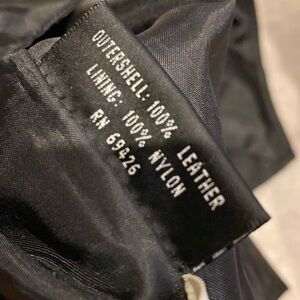 OUTERSHELL: 100% LEATHER
LINING: 100% NYLON
RN 69426